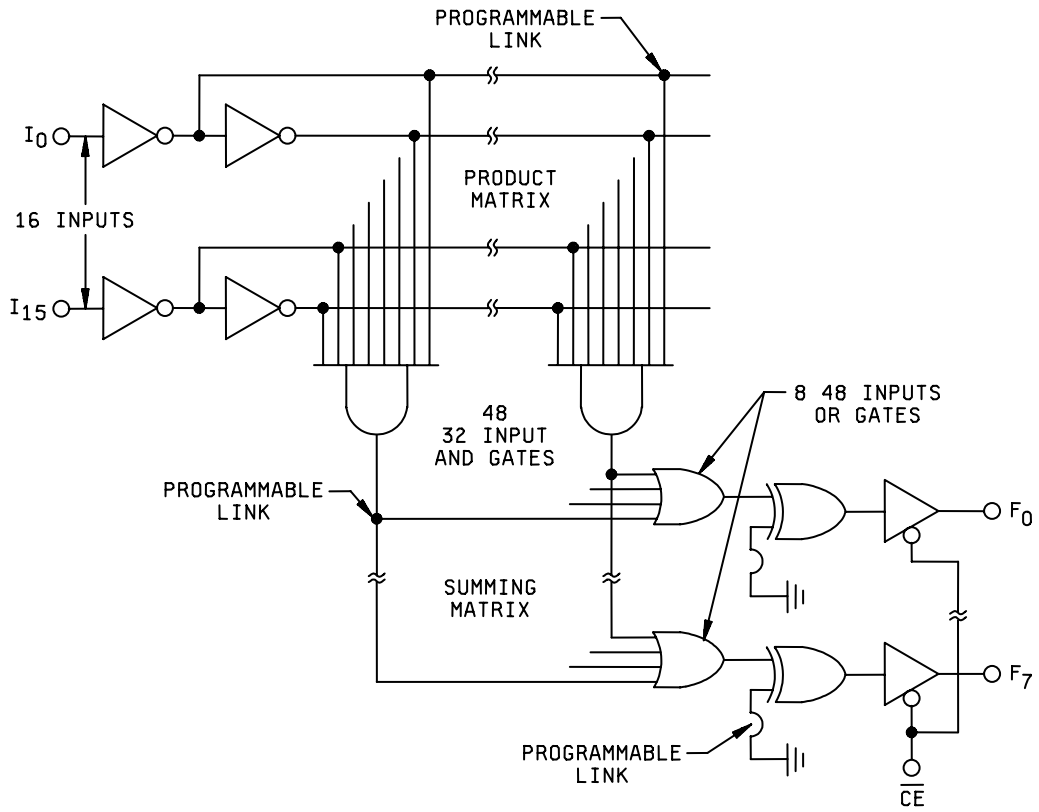 PROGRAMMABLE
LINK
I0
16 INPUTS
PRODUCT
MATRIX
I15
48
32 INPUT
AND GATES
8 48 INPUTS
OR GATES
PROGRAMMABLE
LINK
F0
SUMMING
MATRIX
F7
PROGRAMMABLE
LINK
CE